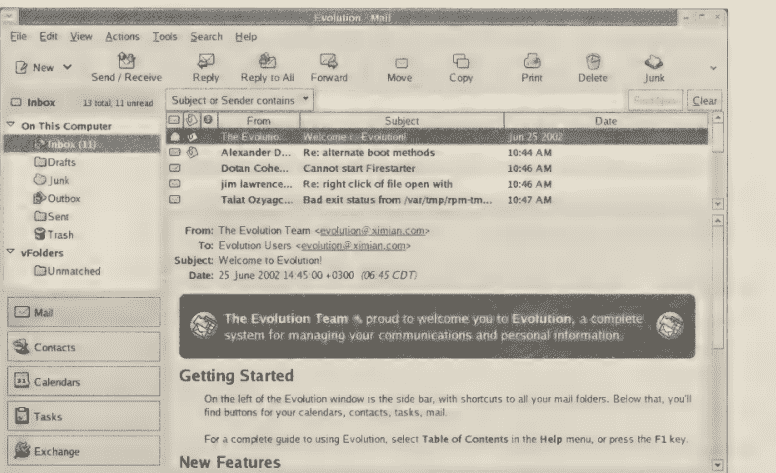 Evolution - Mail
File Edit View Actions Tools Search Help
New Send / Receive Reply Reply to All Forward Move Copy Print Delete Junk
Inbox 13 total, 11 unread Subject or Sender contains Clear
From Subject Date
On This Computer
Inbox (11)
Drafts
Junk
Outbox
Sent
Trash
vFolders
Unmatched
Mail
Contacts
Calendars
Tasks
Exchange
The Evolutio... Welcome to Evolution! Jun 25 2002
Alexander D... Re: alternate boot methods 10:44 AM
Dotan Cohe... Cannot start Firestarter 10:46 AM
jim lawrence... Re: right click of file open with 10:46 AM
Talat Ozyagc... Bad exit status from /var/tmp/rpm-tm... 10:47 AM
From: The Evolution Team <evolution@ximian.com>
To: Evolution Users <evolution@ximian.com>
Subject: Welcome to Evolution!
Date: 25 June 2002 14:45:00 +0300 (06:45 CDT)
The Evolution Team is proud to welcome you to Evolution, a complete
system for managing your communications and personal information.
Getting Started
On the left of the Evolution window is the side bar, with shortcuts to all your mail folders. Below that, you'll
find buttons for your calendars, contacts, tasks, mail.
For a complete guide to using Evolution, select Table of Contents in the Help menu, or press the F1 key.
New Features